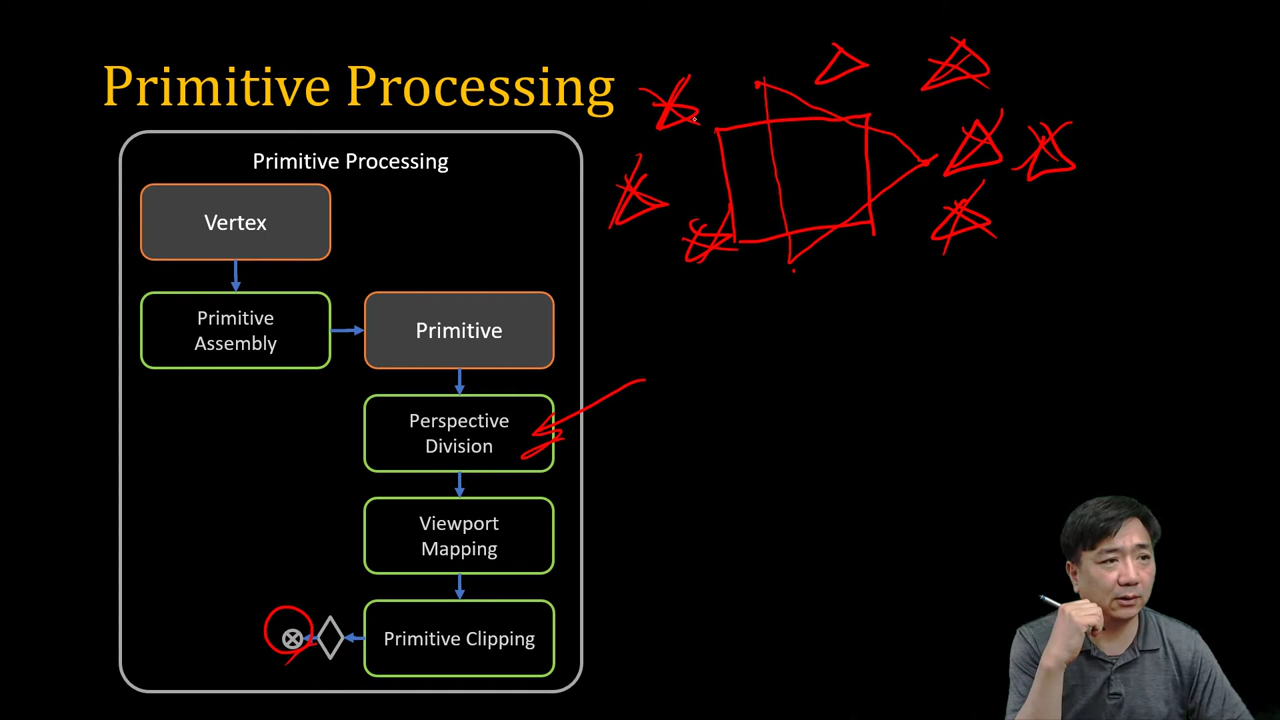 Primitive Processing
Primitive Processing
Vertex
Primitive
Assembly
Primitive
Perspective
Division
Viewport
Mapping
Primitive Clipping